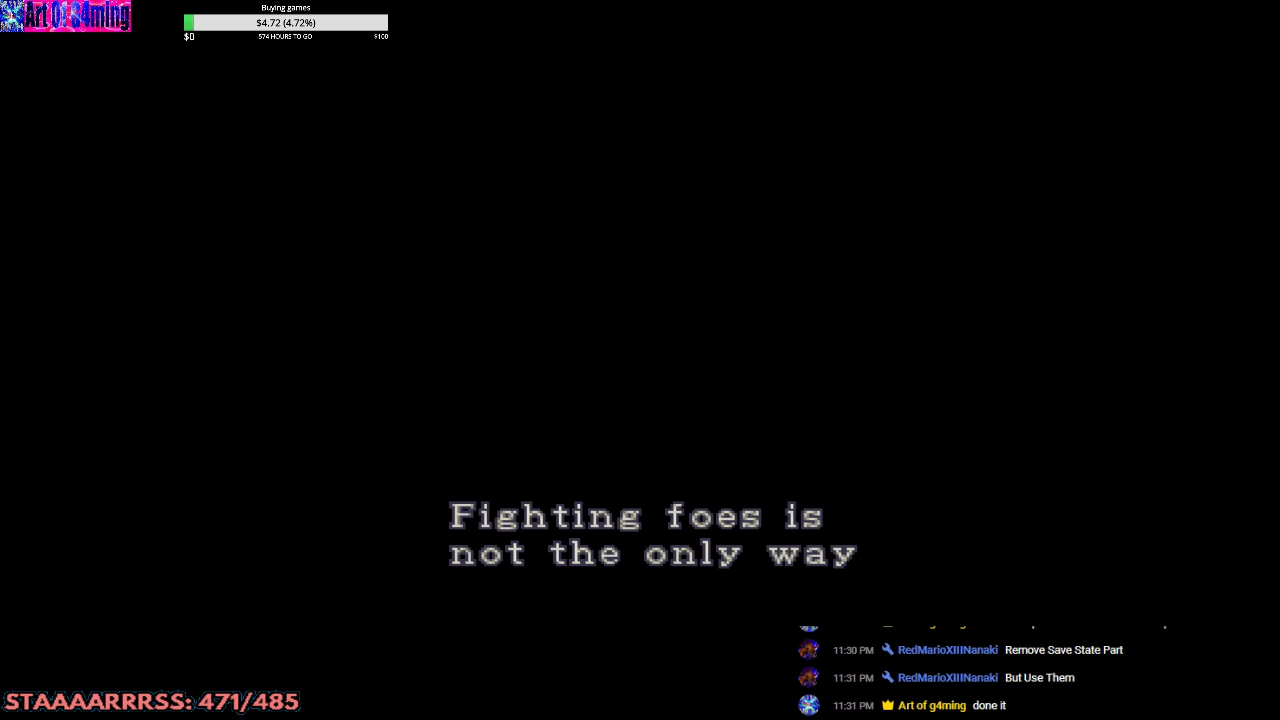 Art Of G4ming
Buying games
$4.72 (4.72%)
$0
574 HOURS TO GO
$100
Fighting foes is
not the only way
11:30 PM RedMarioXIIINanaki Remove Save State Part
11:31 PM RedMarioXIIINanaki But Use Them
11:31 PM Art of g4ming done it
STAAAARRRSS: 471/485